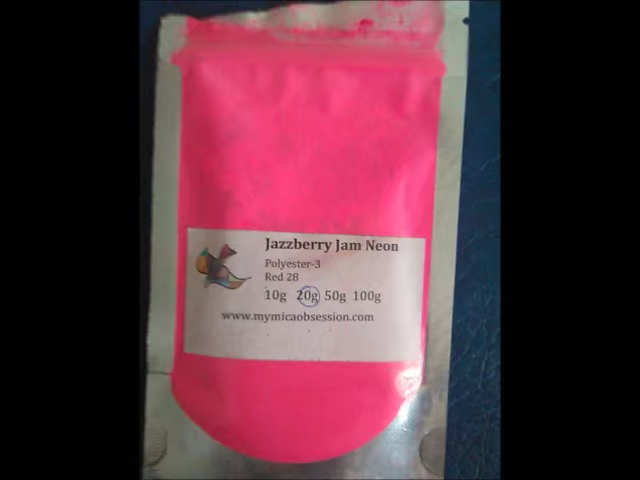 Jazzberry Jam Neon
Polyester-3
Red 28
10g 20g 50g 100g
www.mymicaobsession.com